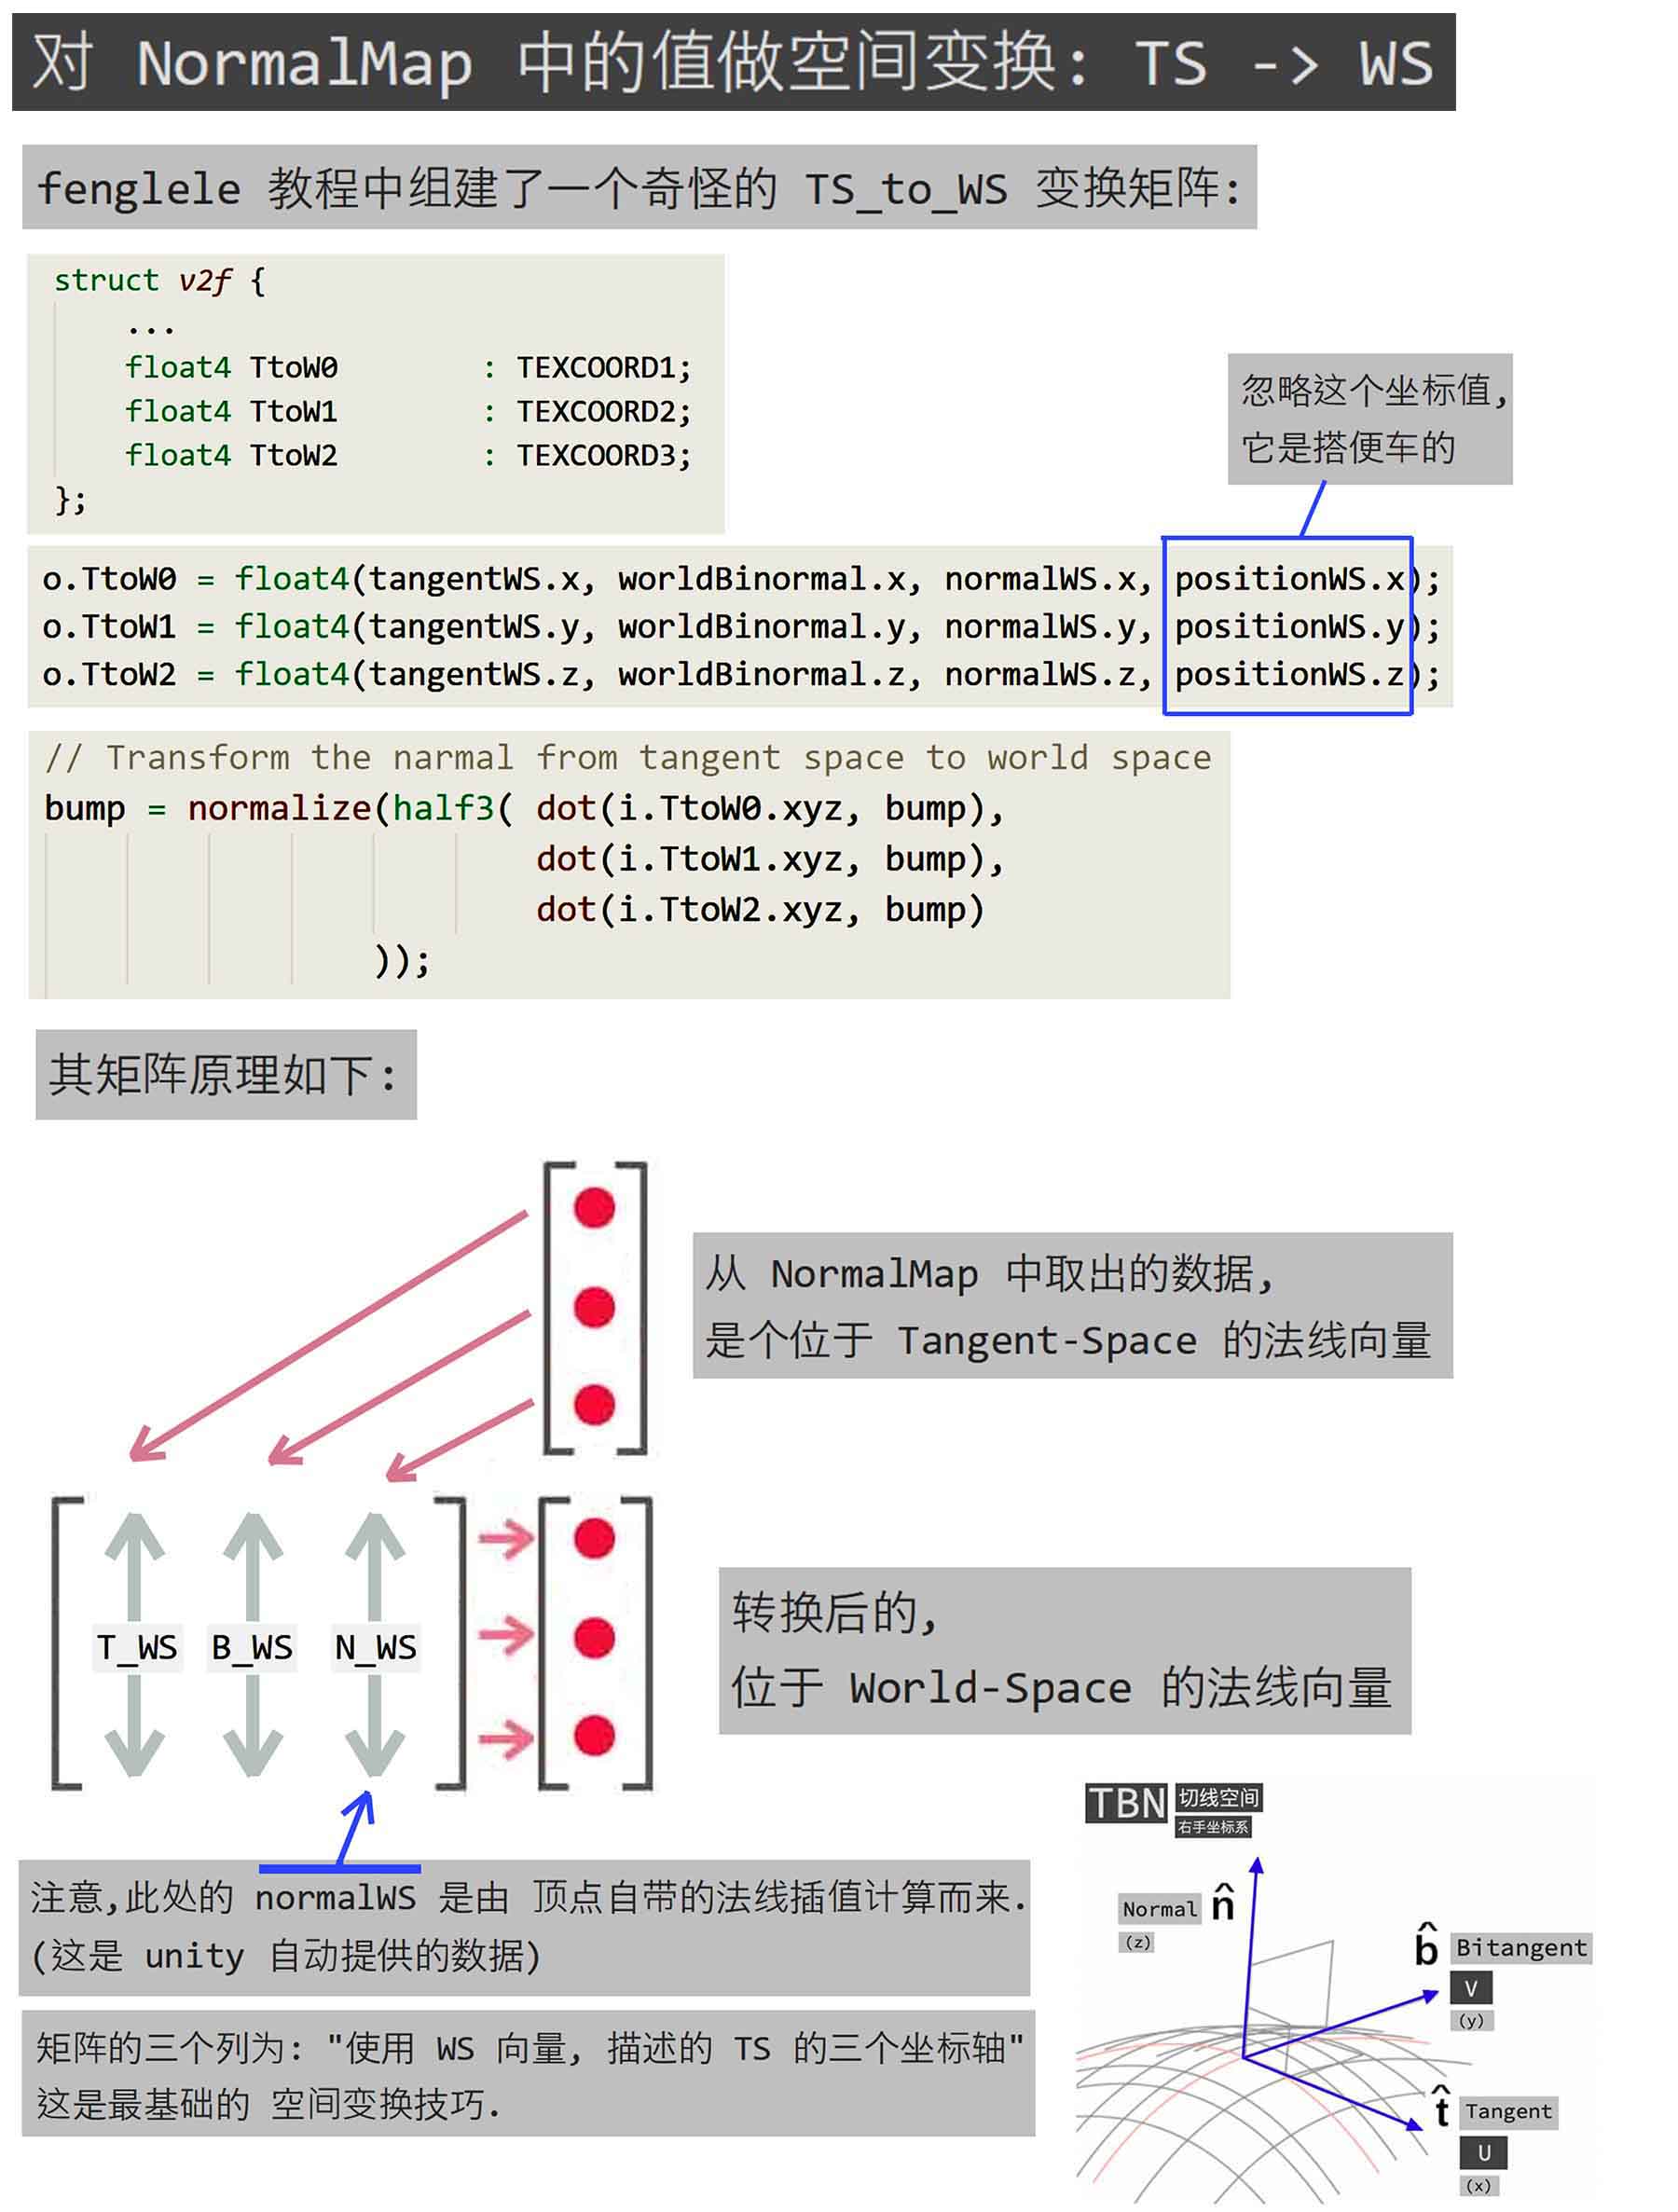 对 NormalMap 中的值做空间变换: TS -> WS
fenglele 教程中组建了一个奇怪的 TS_to_WS 变换矩阵:
struct v2f {
...
float4 TtoW0 : TEXCOORD1;
float4 TtoW1 : TEXCOORD2;
float4 TtoW2 : TEXCOORD3;
};
忽略这个坐标值,
它是搭便车的
o.TtoW0 = float4(tangentWS.x, worldBinormal.x, normalWS.x, positionWS.x);
o.TtoW1 = float4(tangentWS.y, worldBinormal.y, normalWS.y, positionWS.y);
o.TtoW2 = float4(tangentWS.z, worldBinormal.z, normalWS.z, positionWS.z);
// Transform the narmal from tangent space to world space
bump = normalize(half3( dot(i.TtoW0.xyz, bump),
dot(i.TtoW1.xyz, bump),
dot(i.TtoW2.xyz, bump)
));
其矩阵原理如下:
从 NormalMap 中取出的数据,
是个位于 Tangent-Space 的法线向量
T_WS B_WS N_WS
转换后的,
位于 World-Space 的法线向量
注意,此处的 normalWS 是由 顶点自带的法线插值计算而来.
(这是 unity 自动提供的数据)
矩阵的三个列为: "使用 WS 向量, 描述的 TS 的三个坐标轴"
这是最基础的 空间变换技巧.
TBN 切线空间
右手坐标系
Normal n̂
(z)
b̂ Bitangent
V
(y)
t̂ Tangent
U
(x)